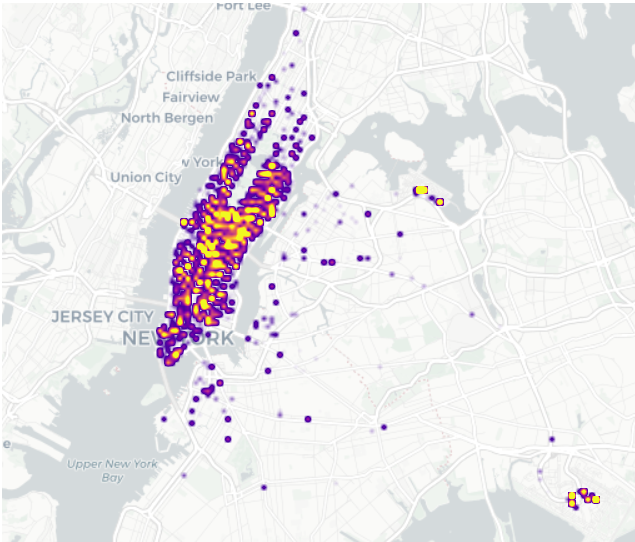 Fort Lee
Cliffside Park
Fairview
North Bergen
w York
Union City
JERSEY CITY
NEW YORK
Upper New York
Bay
e